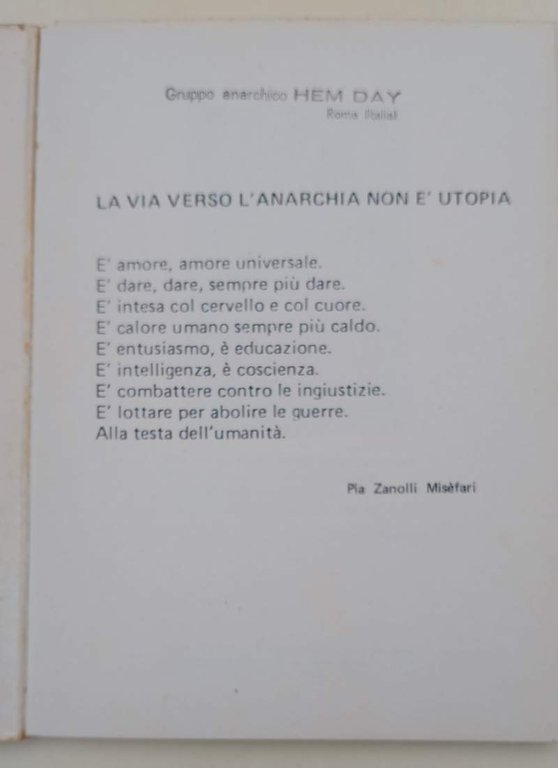 Gruppo anarchico HEM DAY
Roma (Italia)
LA VIA VERSO L'ANARCHIA NON E' UTOPIA
E' amore, amore universale.
E' dare, dare, sempre più dare.
E' intesa col cervello e col cuore.
E' calore umano sempre più caldo.
E' entusiasmo, è educazione.
E' intelligenza, è coscienza.
E' combattere contro le ingiustizie.
E' lottare per abolire le guerre.
Alla testa dell'umanità.
Pia Zanolli Misèfari